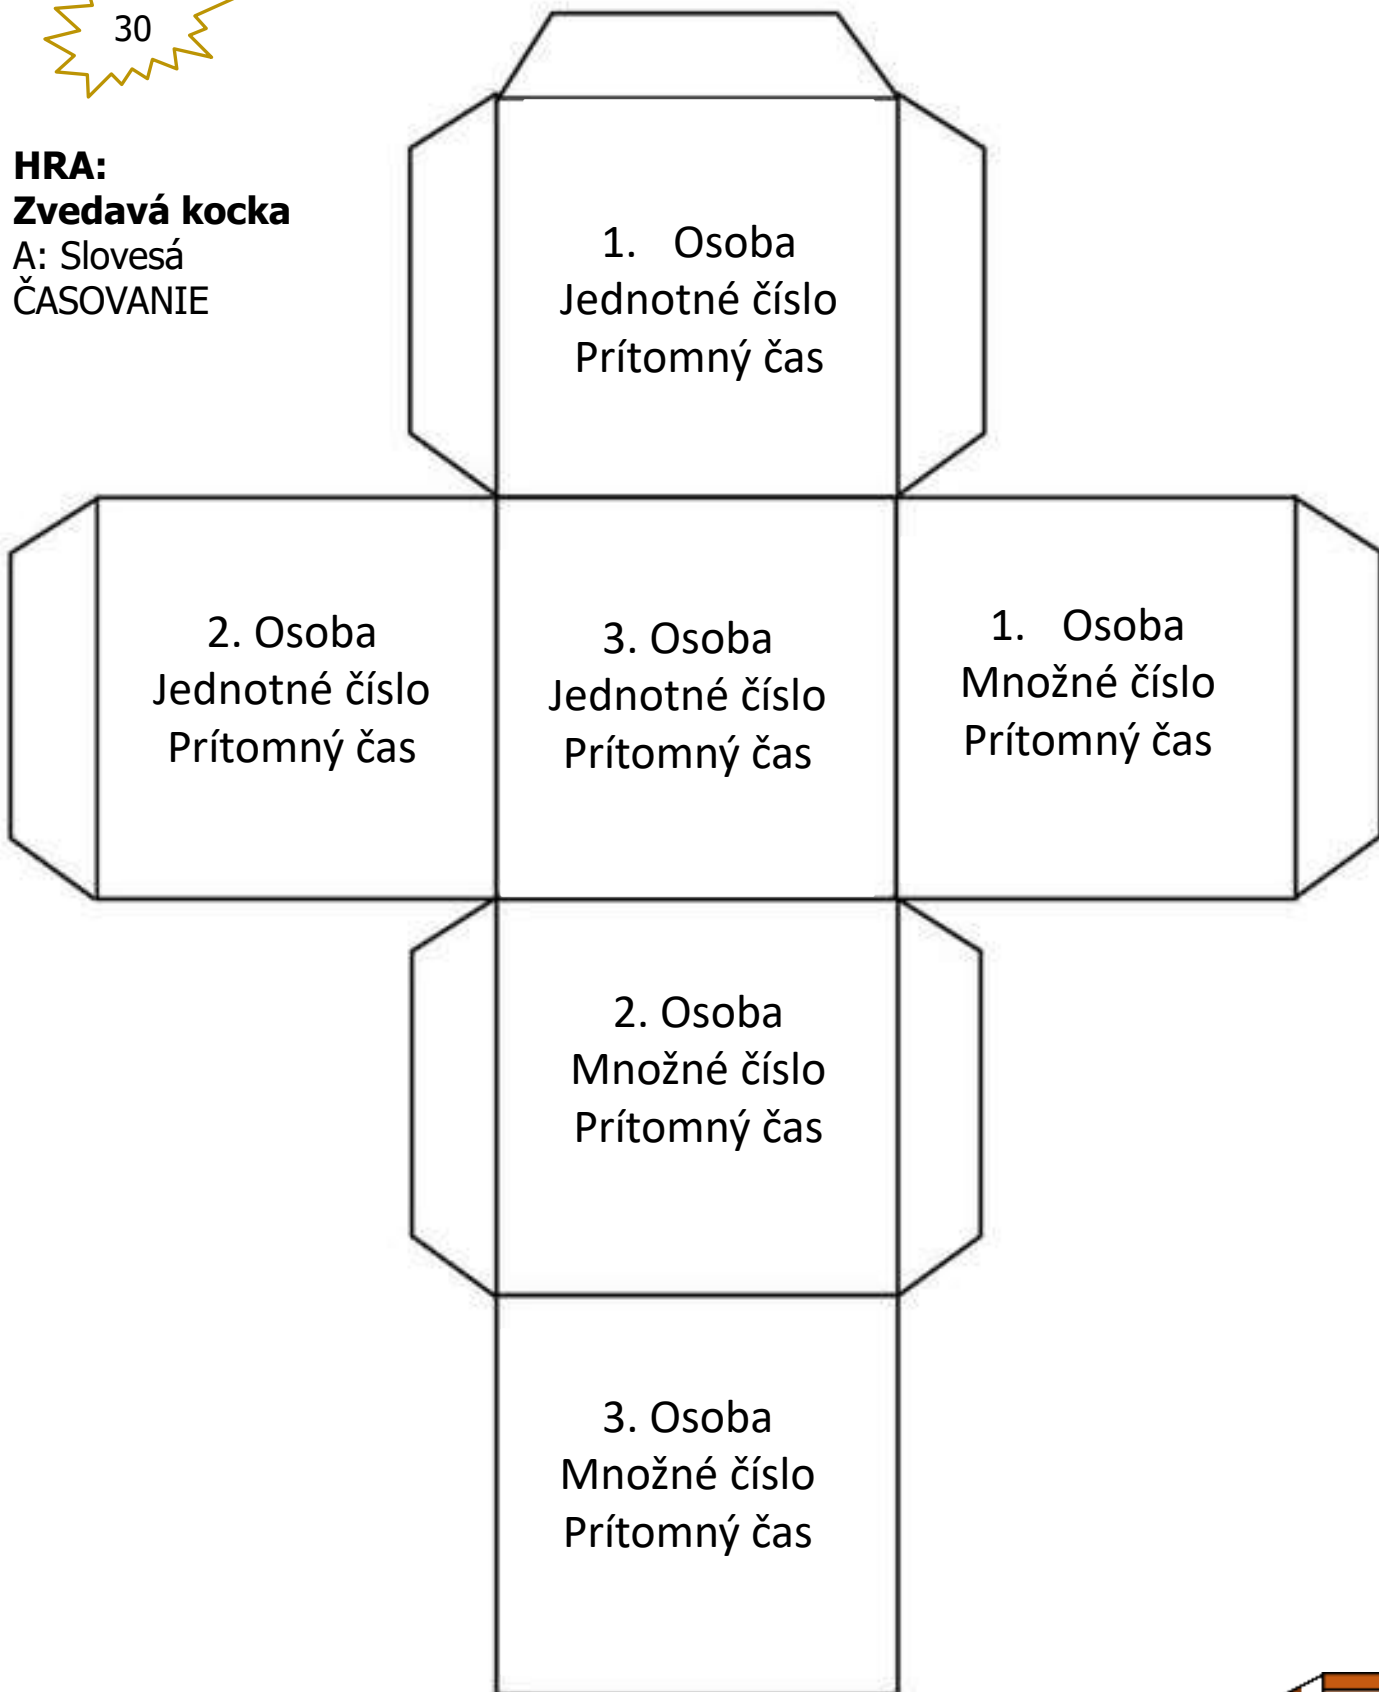 30
HRA:
Zvedavá kocka
A: Slovesá
ČASOVANIE
1. Osoba
Jednotné číslo
Prítomný čas
2. Osoba
Jednotné číslo
Prítomný čas
3. Osoba
Jednotné číslo
Prítomný čas
1. Osoba
Množné číslo
Prítomný čas
2. Osoba
Množné číslo
Prítomný čas
3. Osoba
Množné číslo
Prítomný čas